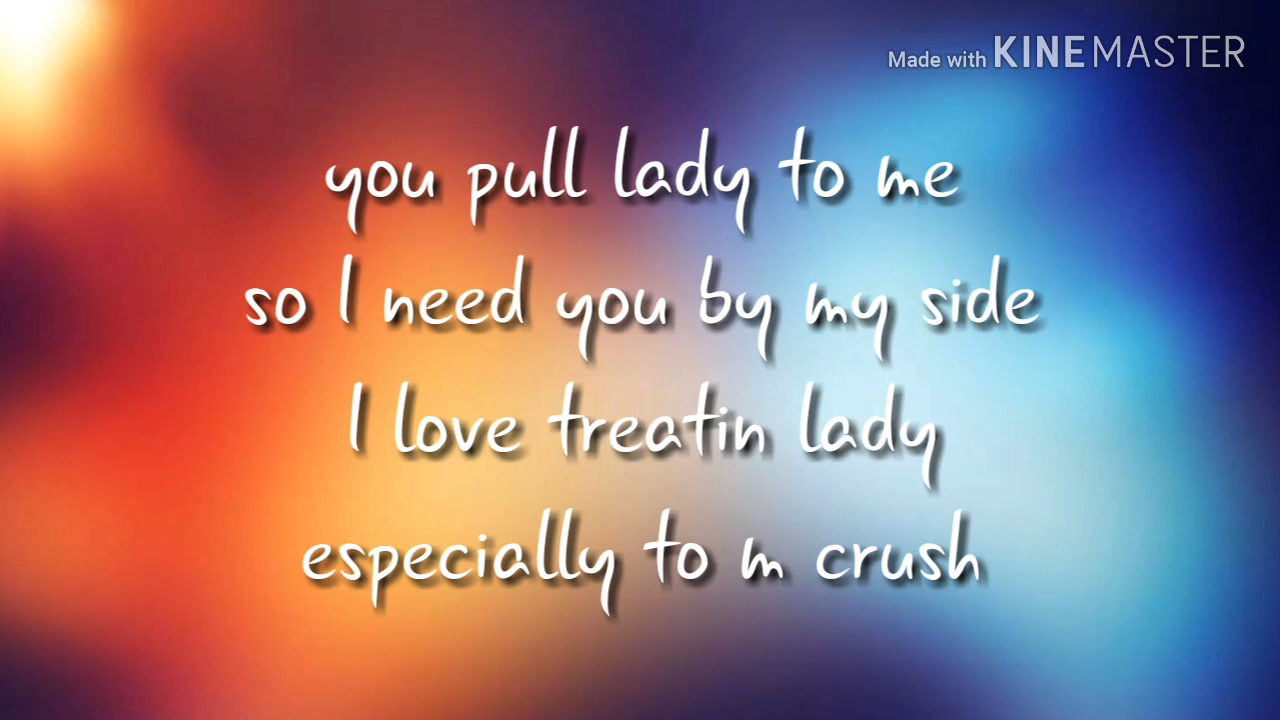 Made with KINEMASTER
you pull lady to me
so I need you by my side
I love treatin lady
especially to m crush